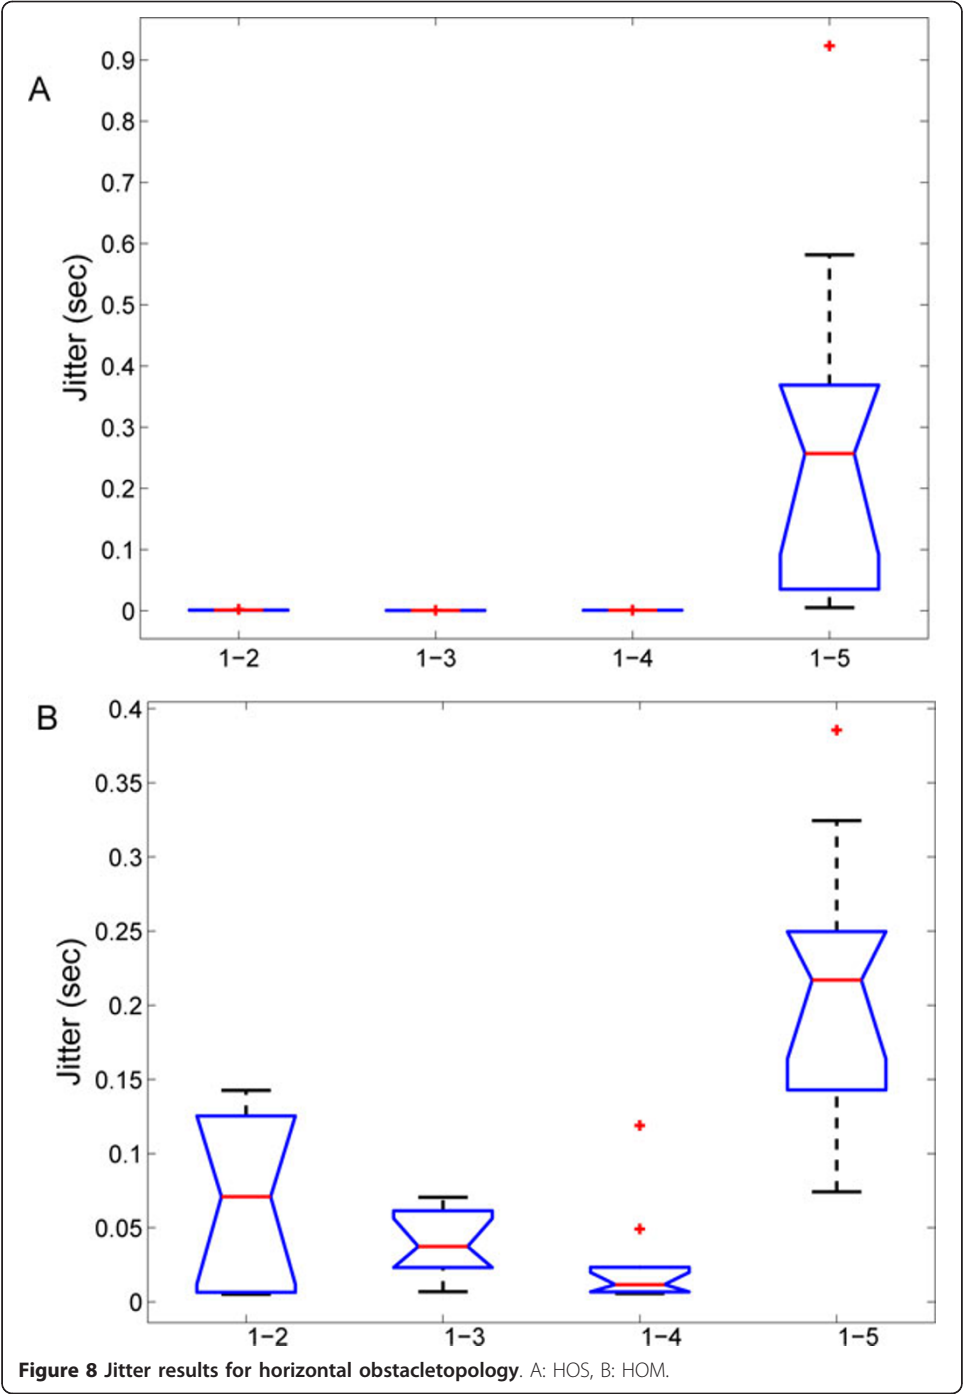 A
Jitter (sec)
0.9
0.8
0.7
0.6
0.5
0.4
0.3
0.2
0.1
0
1-2 1-3 1-4 1-5
B
Jitter (sec)
0.4
0.35
0.3
0.25
0.2
0.15
0.1
0.05
0
1-2 1-3 1-4 1-5
Figure 8 Jitter results for horizontal obstacletopology. A: HOS, B: HOM.